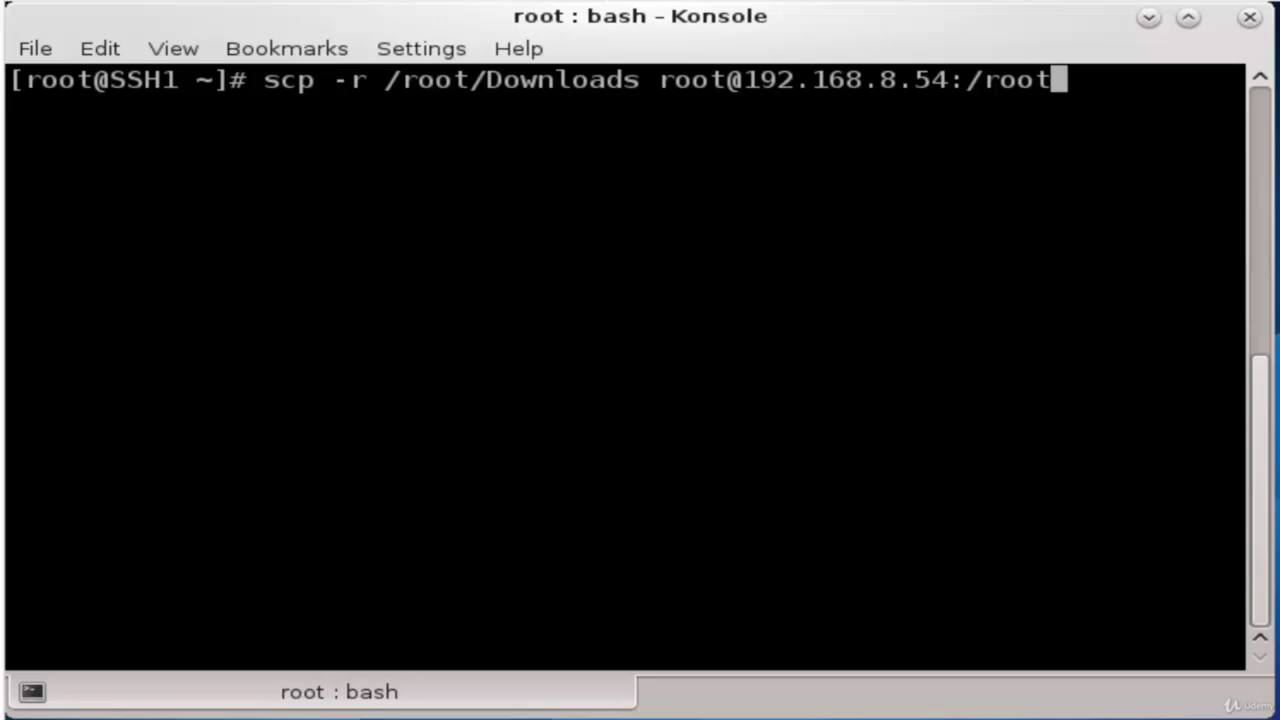 root : bash – Konsole
File Edit View Bookmarks Settings Help
[root@SSH1 ~]# scp -r /root/Downloads root@192.168.8.54:/root
root : bash
Udemy